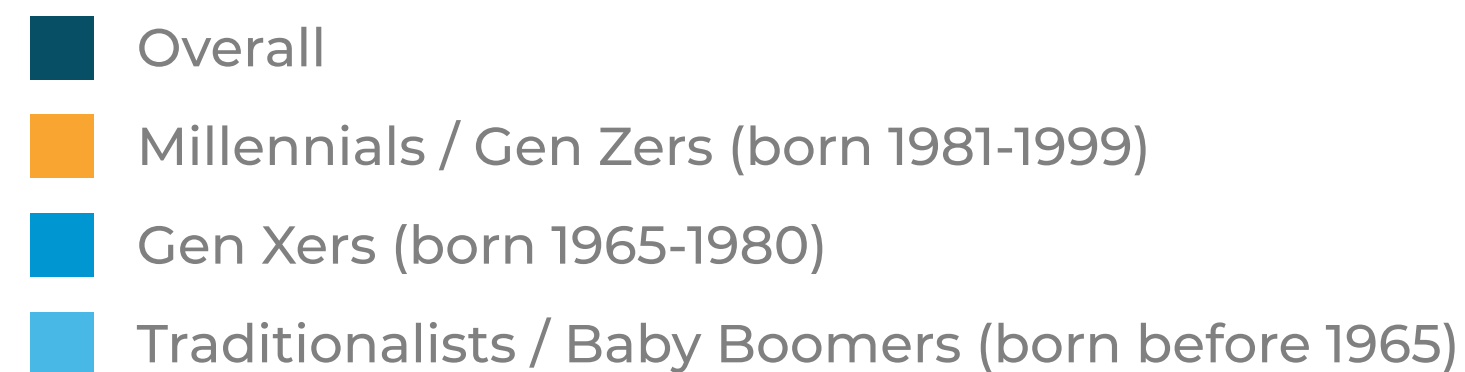 Overall
Millennials / Gen Zers (born 1981-1999)
Gen Xers (born 1965-1980)
Traditionalists / Baby Boomers (born before 1965)